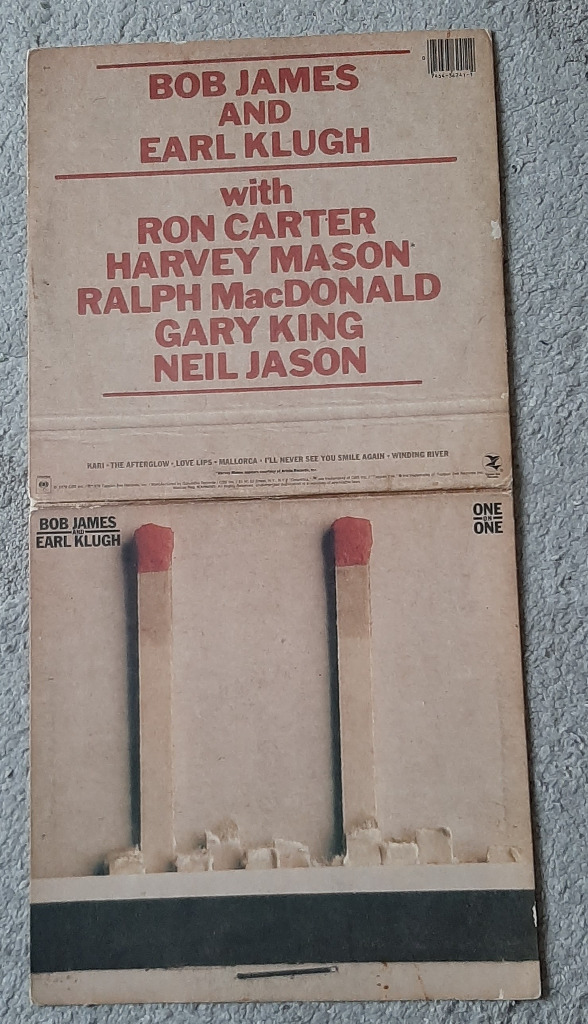 BOB JAMES
AND
EARL KLUGH
with
RON CARTER
HARVEY MASON*
RALPH MacDONALD
GARY KING
NEIL JASON
KARI • THE AFTERGLOW • LOVE LIPS • MALLORCA • I'LL NEVER SEE YOU SMILE AGAIN • WINDING RIVER
BOB JAMES
AND
EARL KLUGH
ONE
ON
ONE